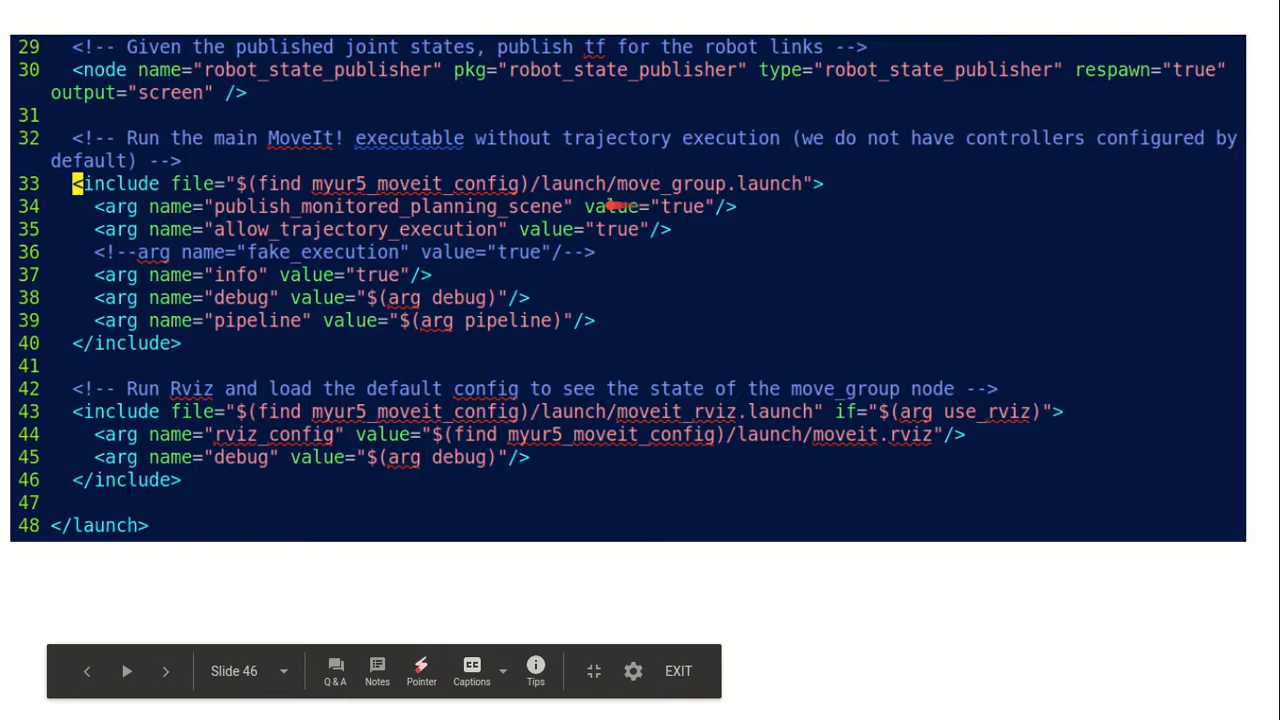 29   <!-- Given the published joint states, publish tf for the robot links -->
30   <node name="robot_state_publisher" pkg="robot_state_publisher" type="robot_state_publisher" respawn="true"
output="screen" />
31
32   <!-- Run the main MoveIt! executable without trajectory execution (we do not have controllers configured by
default) -->
33   <include file="$(find myur5_moveit_config)/launch/move_group.launch">
34     <arg name="publish_monitored_planning_scene" value="true"/>
35     <arg name="allow_trajectory_execution" value="true"/>
36     <!--arg name="fake_execution" value="true"/-->
37     <arg name="info" value="true"/>
38     <arg name="debug" value="$(arg debug)"/>
39     <arg name="pipeline" value="$(arg pipeline)"/>
40   </include>
41
42   <!-- Run Rviz and load the default config to see the state of the move_group node -->
43   <include file="$(find myur5_moveit_config)/launch/moveit_rviz.launch" if="$(arg use_rviz)">
44     <arg name="rviz_config" value="$(find myur5_moveit_config)/launch/moveit.rviz"/>
45     <arg name="debug" value="$(arg debug)"/>
46   </include>
47
48 </launch>
Slide 46
Q & A
Notes
Pointer
CC
Captions
Tips
EXIT